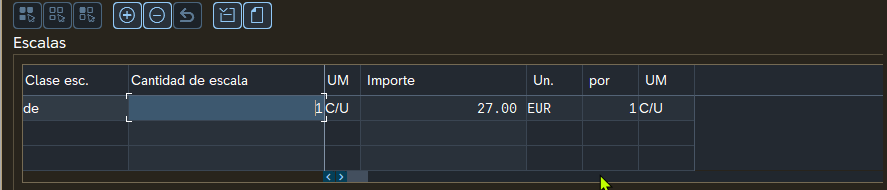 Escalas
Clase esc. Cantidad de escala UM Importe Un. por UM
de 1 C/U 27.00 EUR 1 C/U